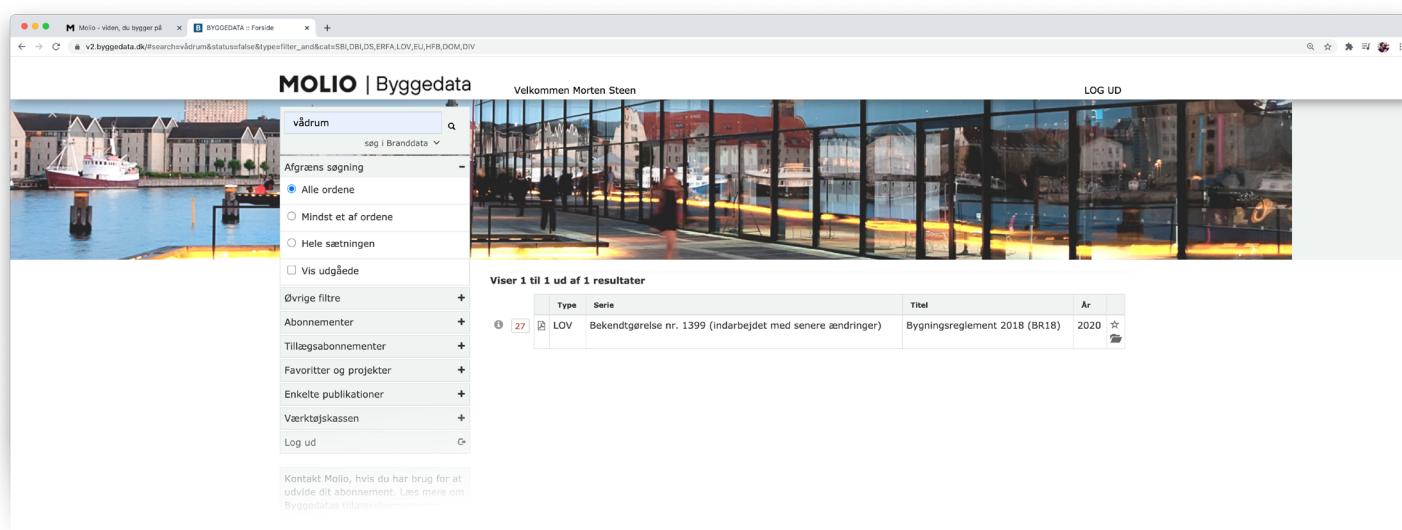 Molio - viden, du bygger på
BYGGEDATA :: Forside
v2.byggedata.dk/#search=vådrum&status=false&type=filter_and&cat=SBI,DBI,DS,ERFA,LOV,EU,HFB,DOM,DIV
MOLIO | Byggedata
Velkommen Morten Steen
LOG UD
vådrum
søg i Branddata
Afgræns søgning
Alle ordene
Mindst et af ordene
Hele sætningen
Vis udgåede
Øvrige filtre
Abonnementer
Tillægsabonnementer
Favoritter og projekter
Enkelte publikationer
Værktøjskassen
Log ud
Kontakt Molio, hvis du har brug for at
udvide dit abonnement. Læs mere om
Byggedatas
Viser 1 til 1 ud af 1 resultater
Type Serie Titel År
27 LOV Bekendtgørelse nr. 1399 (indarbejdet med senere ændringer) Bygningsreglement 2018 (BR18) 2020